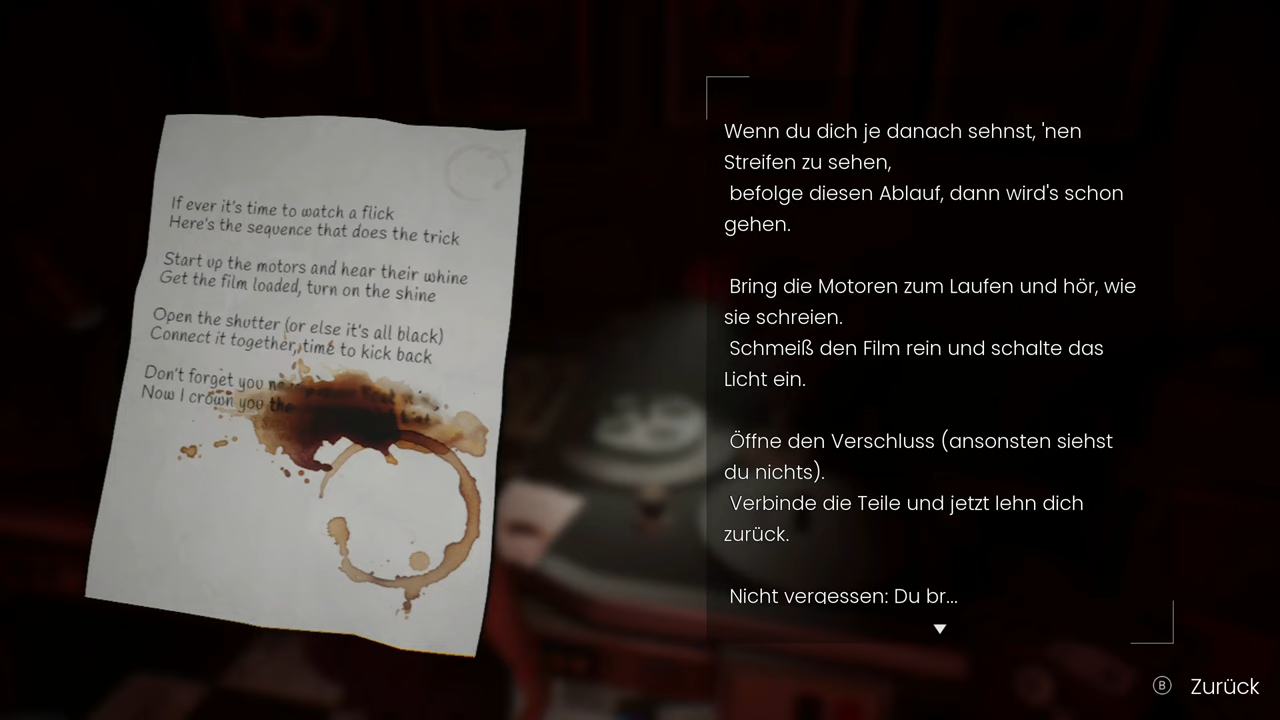 If ever it's time to watch a flick
Here's the sequence that does the trick
Start up the motors and hear their whine
Get the film loaded, turn on the shine
Open the shutter (or else it's all black)
Connect it together, time to kick back
Don't forget you
Now I crown you the
Wenn du dich je danach sehnst, 'nen
Streifen zu sehen,
befolge diesen Ablauf, dann wird's schon
gehen.
Bring die Motoren zum Laufen und hör, wie
sie schreien.
Schmeiß den Film rein und schalte das
Licht ein.
Öffne den Verschluss (ansonsten siehst
du nichts).
Verbinde die Teile und jetzt lehn dich
zurück.
Nicht vergessen: Du br...
B Zurück